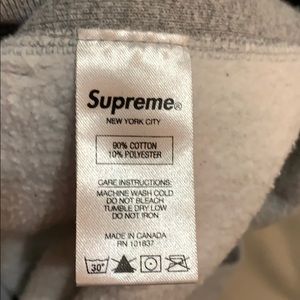 Supreme®
NEW YORK CITY
90% COTTON
10% POLYESTER
CARE INSTRUCTIONS:
MACHINE WASH COLD
DO NOT BLEACH
TUMBLE DRY LOW
DO NOT IRON
MADE IN CANADA
RN 101837
30°